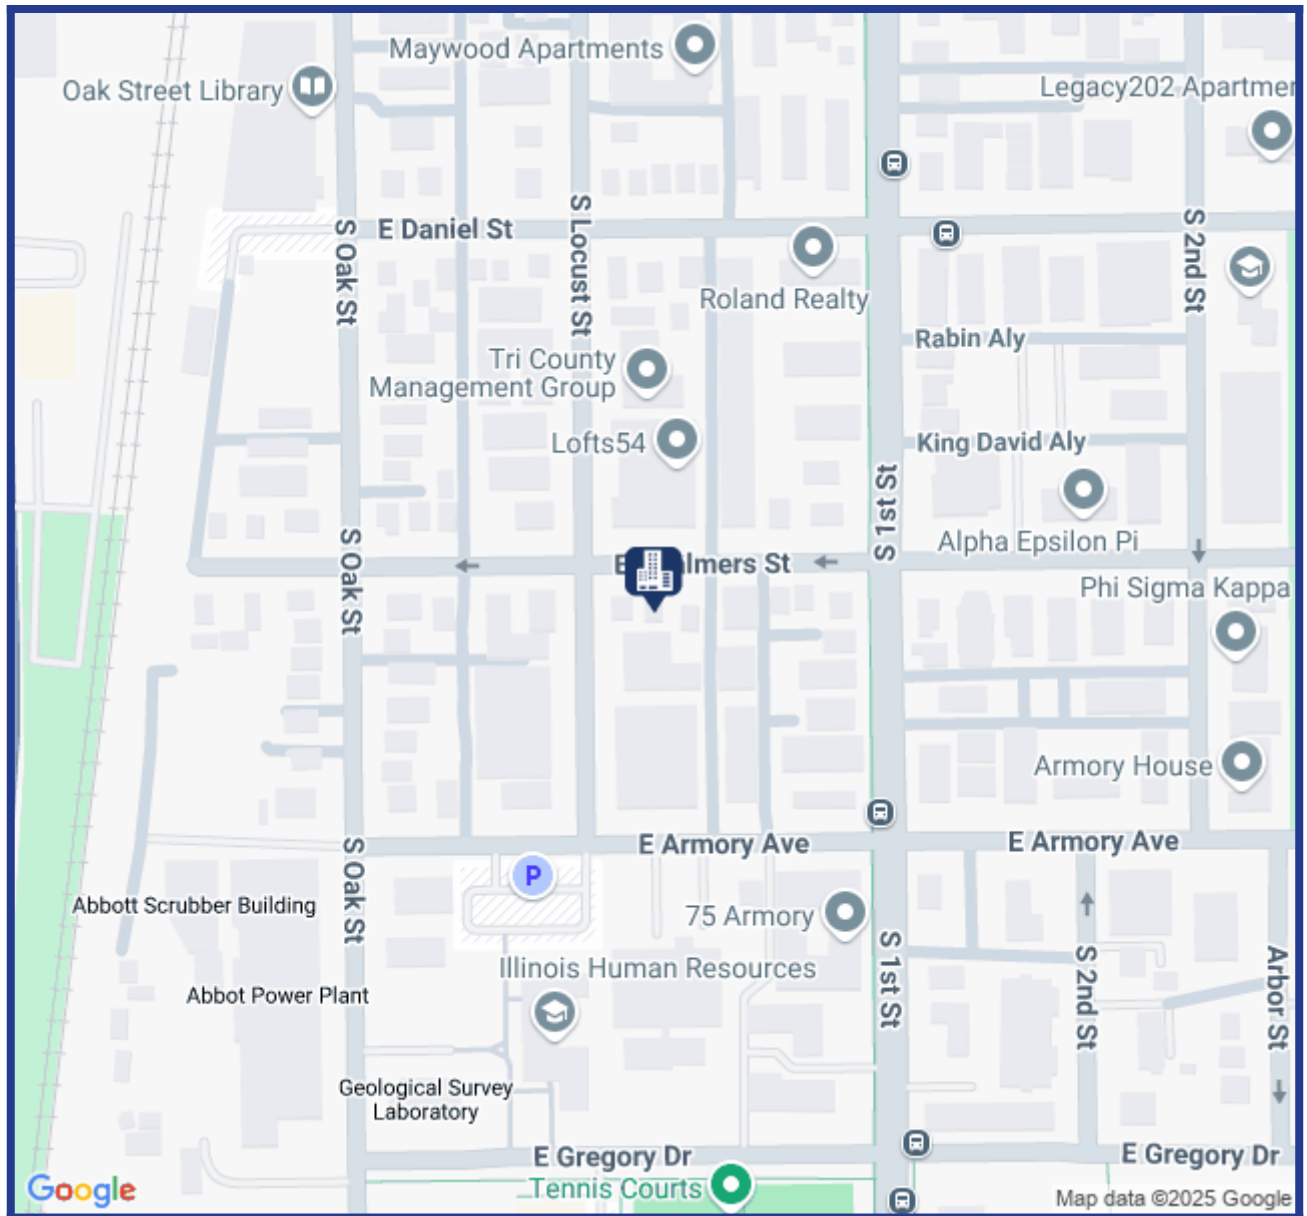 Maywood Apartments
Oak Street Library
Legacy202 Apartmen
S Oak St
E Daniel St
S Locust St
S 2nd St
Roland Realty
Rabin Aly
Tri County
Management Group
Lofts54
King David Aly
S 1st St
Alpha Epsilon Pi
S Oak St
lmers St
Phi Sigma Kappa
Armory House
E Armory Ave
E Armory Ave
S Oak St
P
Abbott Scrubber Building
75 Armory
S 1st St
S 2nd St
Arbor St
Illinois Human Resources
Abbot Power Plant
Geological Survey
Laboratory
E Gregory Dr
E Gregory Dr
Tennis Courts
Google
Map data ©2025 Google